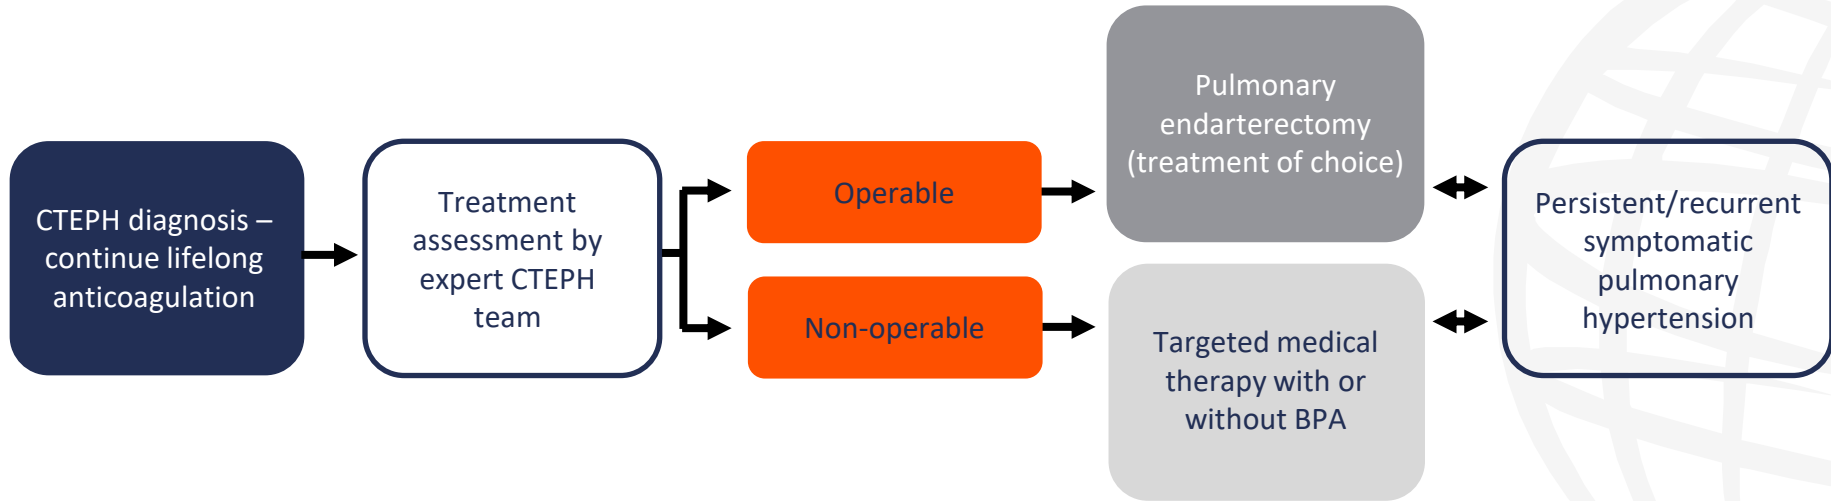 CTEPH diagnosis –
continue lifelong
anticoagulation
Treatment
assessment by
expert CTEPH
team
Operable
Non-operable
Pulmonary
endarterectomy
(treatment of choice)
Targeted medical
therapy with or
without BPA
Persistent/recurrent
symptomatic
pulmonary
hypertension